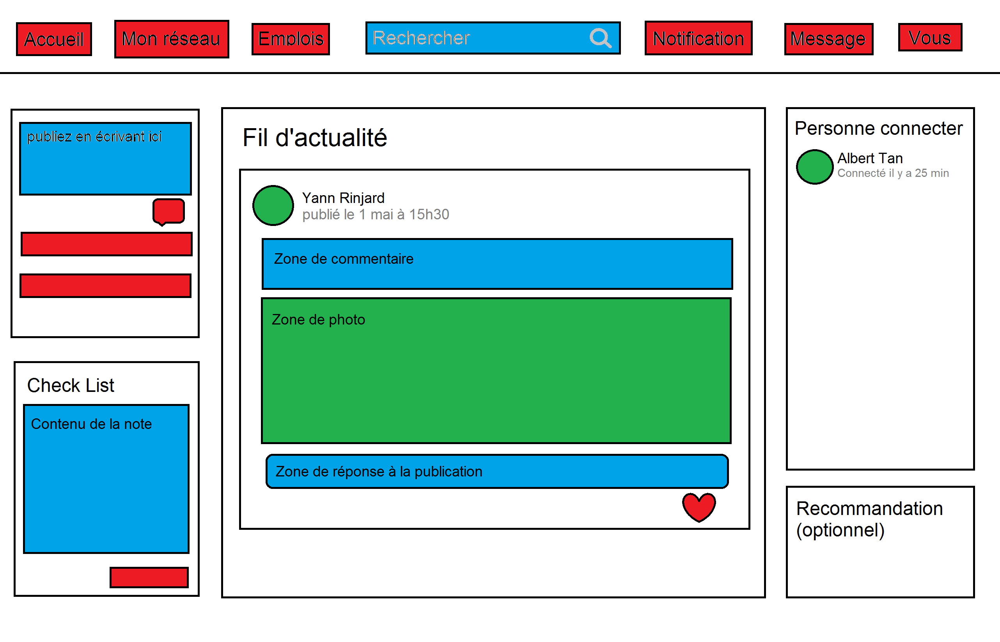 Accueil
Mon réseau
Emplois
Rechercher
Notification
Message
Vous
publiez en écrivant ici
Check List
Contenu de la note
Fil d'actualité
Yann Rinjard
publié le 1 mai à 15h30
Zone de commentaire
Zone de photo
Zone de réponse à la publication
Personne connecter
Albert Tan
Connecté il y a 25 min
Recommandation
(optionnel)